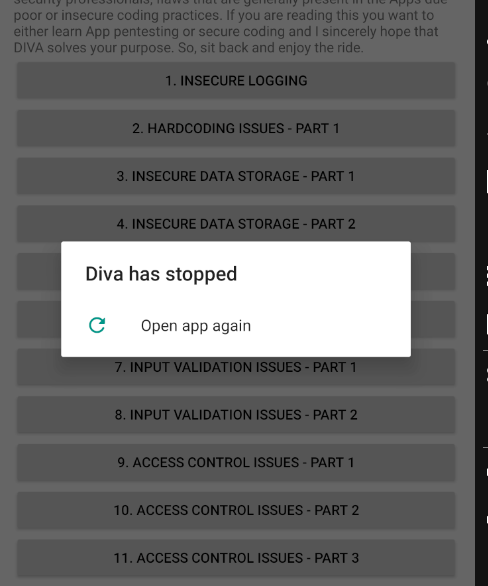 security professionals, flaws that are generally present in the Apps due
poor or insecure coding practices. If you are reading this you want to
either learn App pentesting or secure coding and I sincerely hope that
DIVA solves your purpose. So, sit back and enjoy the ride.
1. INSECURE LOGGING
2. HARDCODING ISSUES - PART 1
3. INSECURE DATA STORAGE - PART 1
4. INSECURE DATA STORAGE - PART 2
Diva has stopped
Open app again
7. INPUT VALIDATION ISSUES - PART 1
8. INPUT VALIDATION ISSUES - PART 2
9. ACCESS CONTROL ISSUES - PART 1
10. ACCESS CONTROL ISSUES - PART 2
11. ACCESS CONTROL ISSUES - PART 3